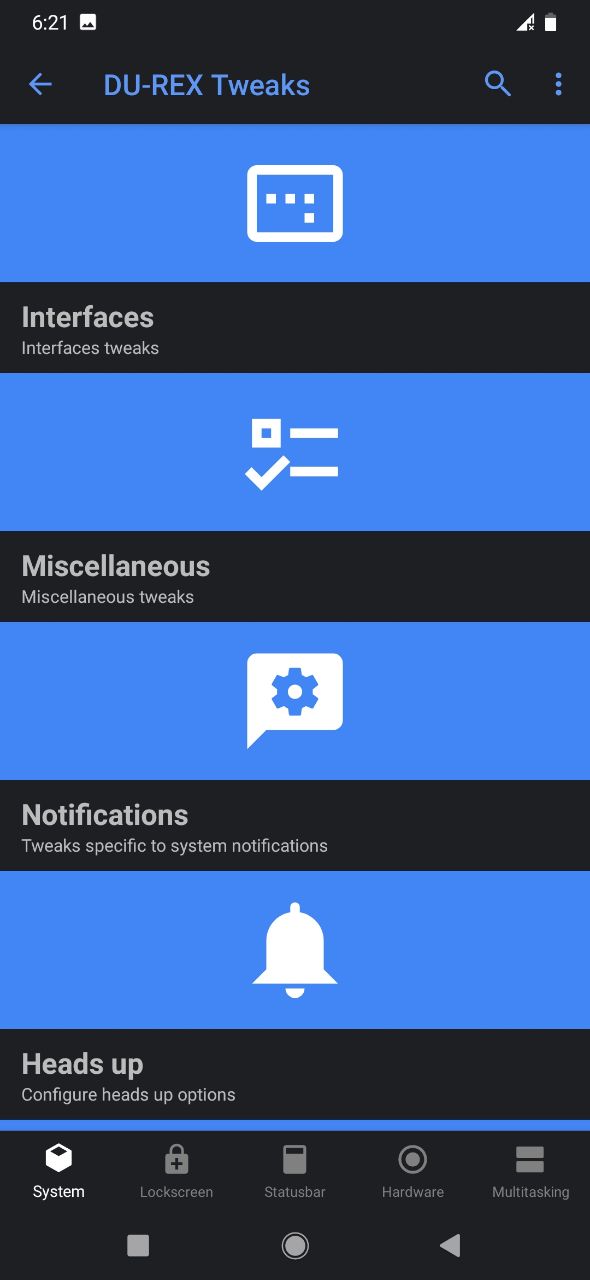 6:21
DU-REX Tweaks
Interfaces
Interfaces tweaks
Miscellaneous
Miscellaneous tweaks
Notifications
Tweaks specific to system notifications
Heads up
Configure heads up options
System Lockscreen Statusbar Hardware Multitasking